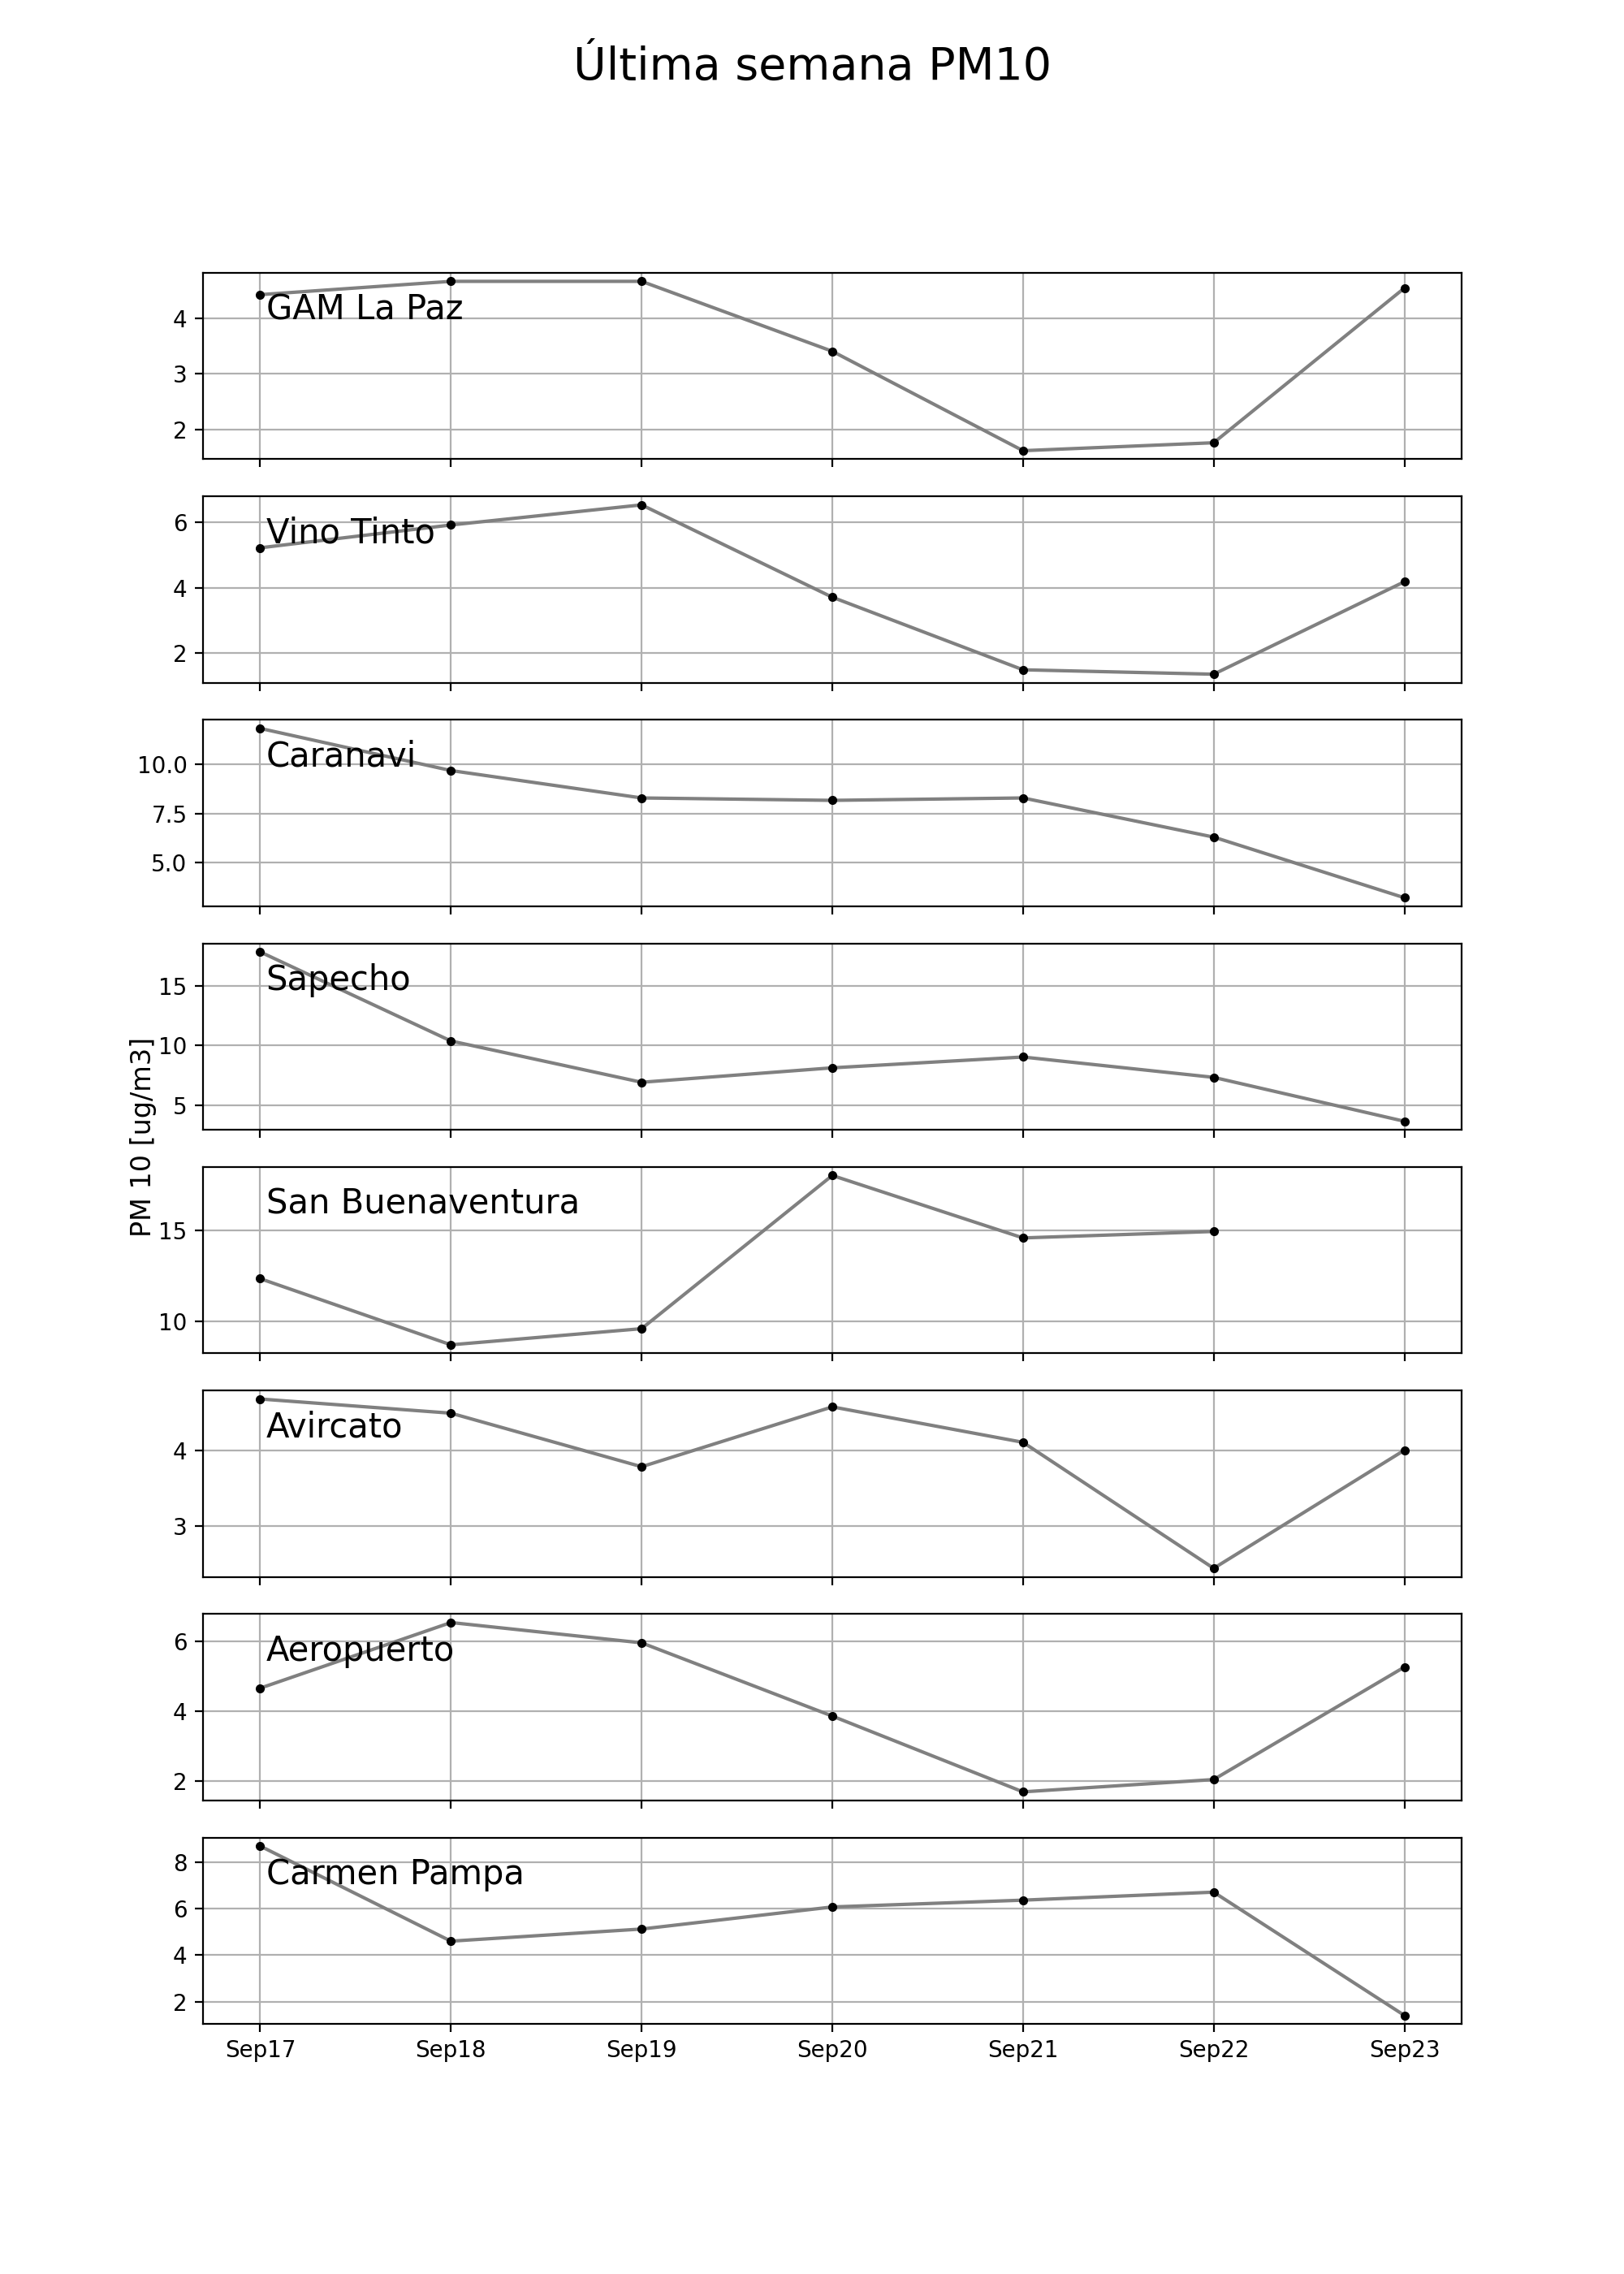 Última semana PM10
GAM La Paz
4
3
2
Vino Tinto
6
4
2
Caranavi
10.0
7.5
5.0
Sapecho
15
10
5
PM 10 [ug/m3]
San Buenaventura
15
10
Avircato
4
3
Aeropuerto
6
4
2
Carmen Pampa
8
6
4
2
Sep17 Sep18 Sep19 Sep20 Sep21 Sep22 Sep23